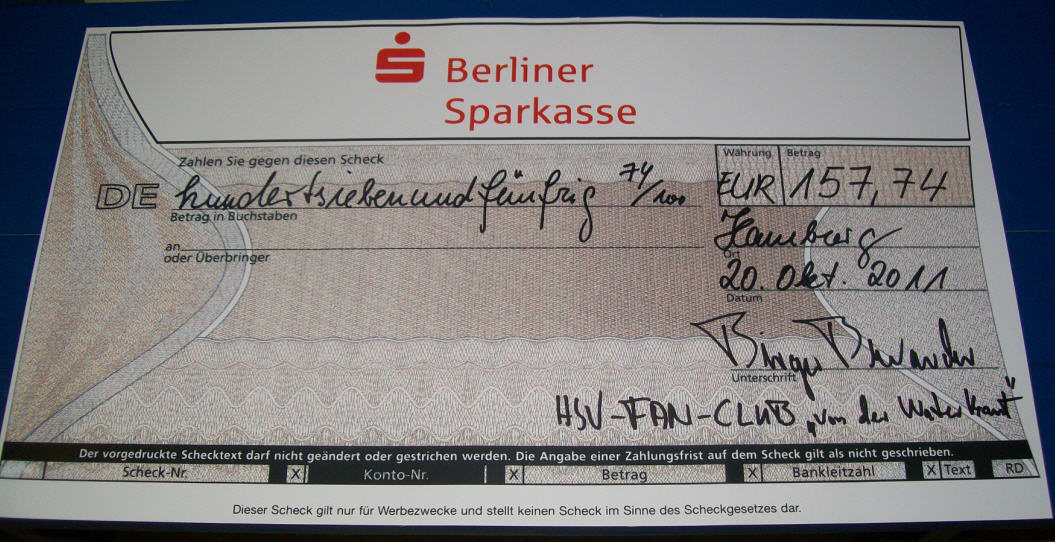 Berliner
Sparkasse
Zahlen Sie gegen diesen Scheck
Währung Betrag
DE hundertsiebenundfünfzig 74/100 EUR 157,74
Betrag in Buchstaben
Hamburg
an
oder Überbringer
Ort
20. Okt. 2011
Datum
Birger
Unterschrift
HSV-FAN-CLUB „von der Waterkant"
Der vorgedruckte Schecktext darf nicht geändert oder gestrichen werden. Die Angabe einer Zahlungsfrist auf dem Scheck gilt als nicht geschrieben.
Scheck-Nr. X Konto-Nr. X Betrag X Bankleitzahl X Text RD
Dieser Scheck gilt nur für Werbezwecke und stellt keinen Scheck im Sinne des Scheckgesetzes dar.